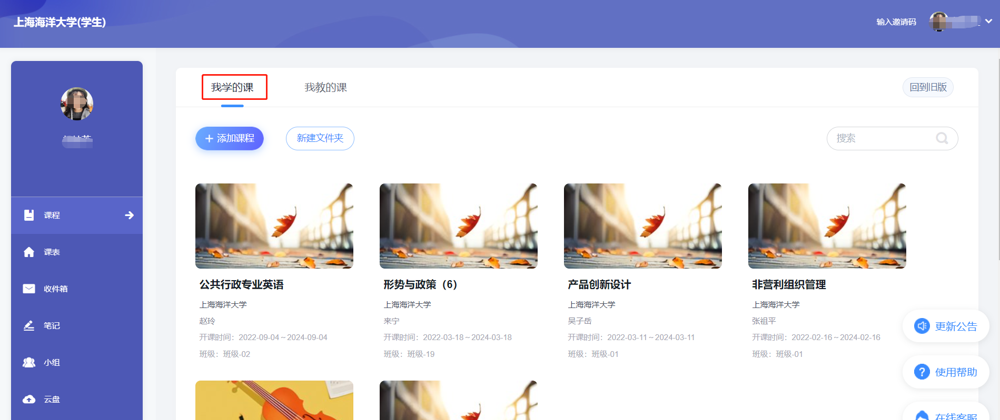 上海海洋大学(学生)
输入邀请码
我学的课
我教的课
回到旧版
+ 添加课程
新建文件夹
搜索
课程
课表
收件箱
笔记
小组
云盘
公共行政专业英语
上海海洋大学
赵玲
开课时间：2022-09-04～2024-09-04
班级：班级-02
形势与政策（6）
上海海洋大学
来宁
开课时间：2022-03-18～2024-03-18
班级：班级-19
产品创新设计
上海海洋大学
吴子岳
开课时间：2022-03-11～2024-03-11
班级：班级-01
非营利组织管理
上海海洋大学
张祖平
开课时间：2022-02-16～2024-02-16
班级：班级-01
更新公告
使用帮助
在线客服